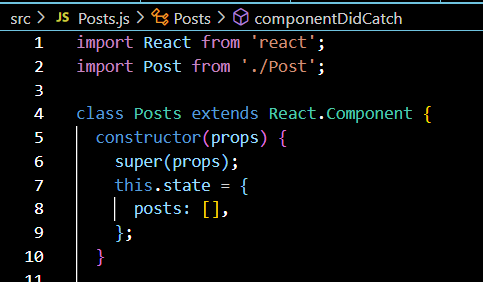 src > JS Posts.js > Posts > componentDidCatch
1 import React from 'react';
2 import Post from './Post';
3
4 class Posts extends React.Component {
5 constructor(props) {
6 super(props);
7 this.state = {
8 posts: [],
9 };
10 }
11